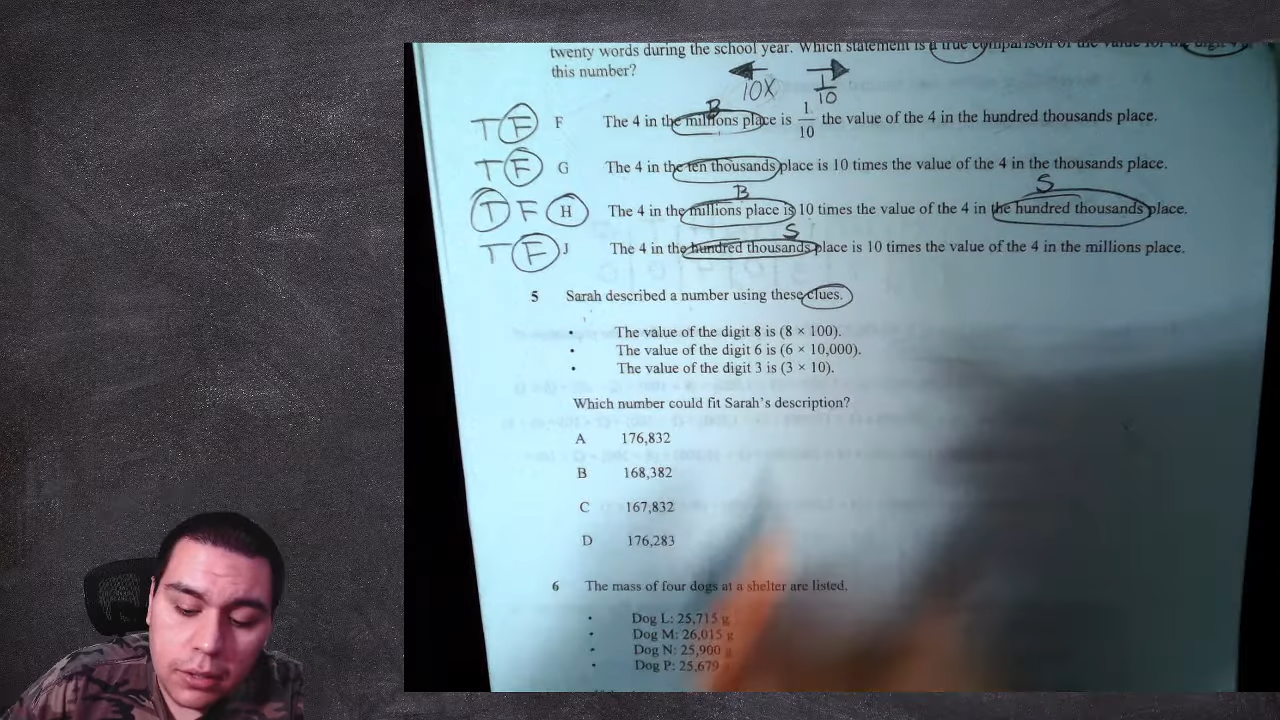 twenty words during the school year. Which statement is a true comparison of the value for the digit
this number?
10X 1/10
B
T F F The 4 in the millions place is 1/10 the value of the 4 in the hundred thousands place.
T F G The 4 in the ten thousands place is 10 times the value of the 4 in the thousands place.
B S
T F H The 4 in the millions place is 10 times the value of the 4 in the hundred thousands place.
S
T F J The 4 in the hundred thousands place is 10 times the value of the 4 in the millions place.
5 Sarah described a number using these clues.
• The value of the digit 8 is (8 × 100).
• The value of the digit 6 is (6 × 10,000).
• The value of the digit 3 is (3 × 10).
Which number could fit Sarah's description?
A 176,832
B 168,382
C 167,832
D 176,283
6 The mass of four dogs at a shelter are listed.
• Dog L: 25,715 g
• Dog M: 26,015 g
• Dog N: 25,900 g
• Dog P: 25,679